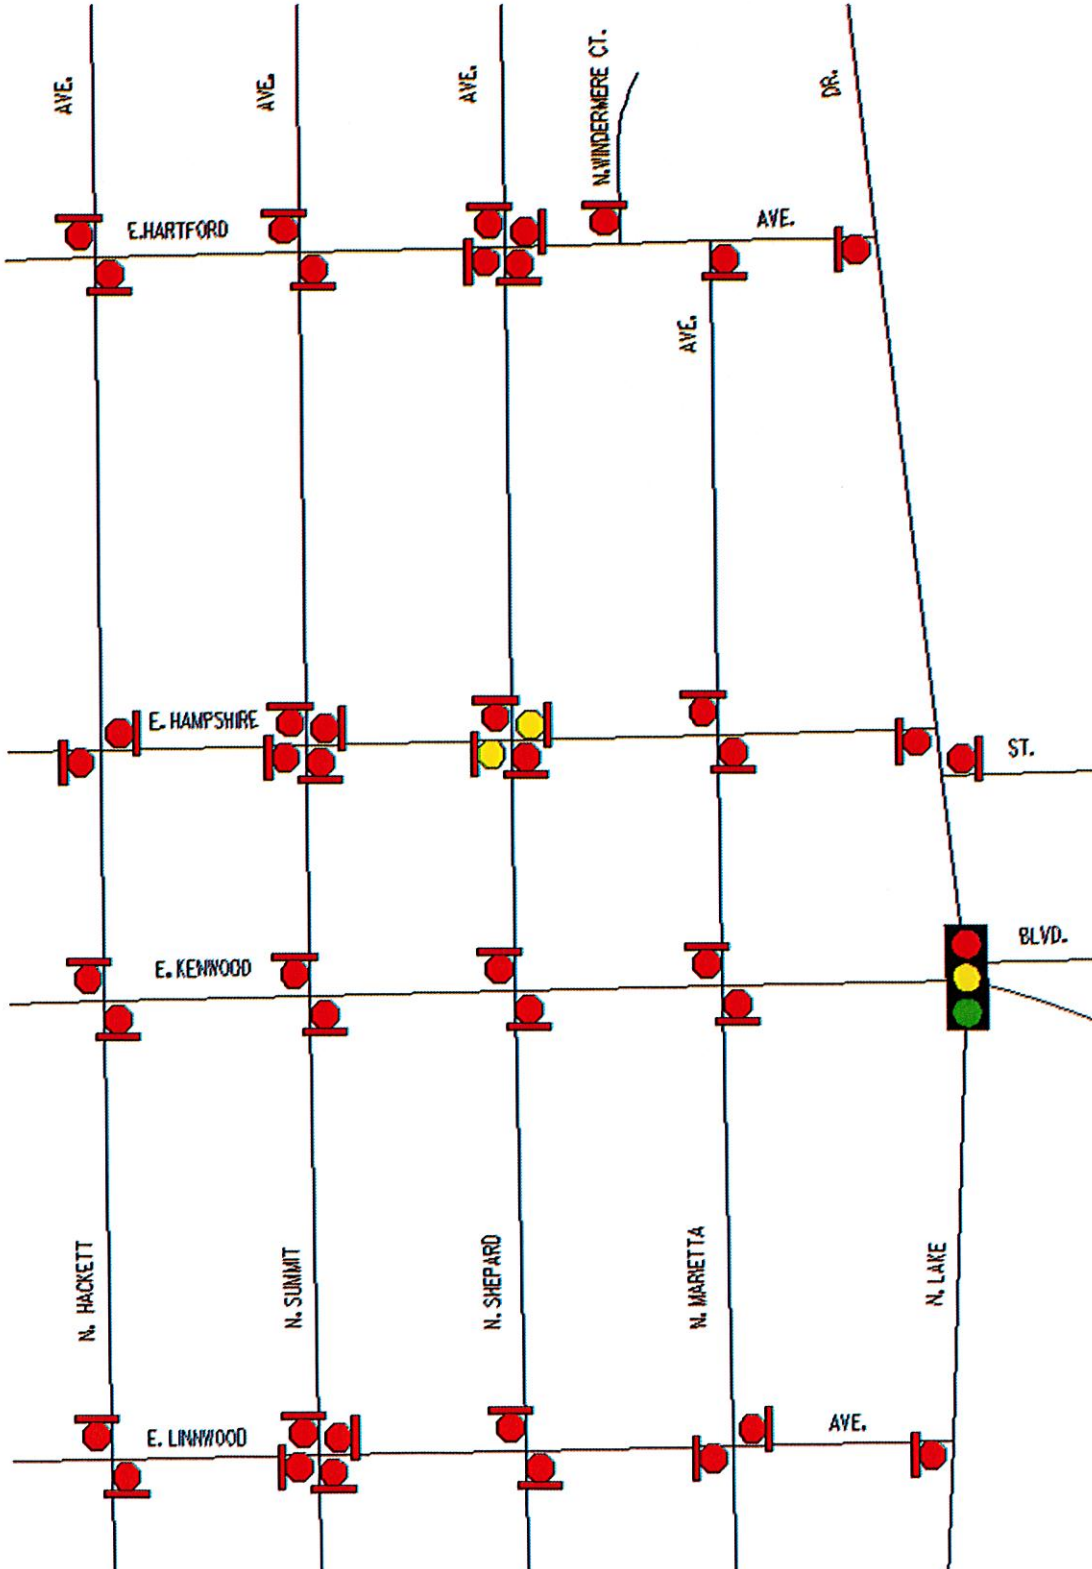 AVE.
AVE.
AVE.
N.WINDERMERE CT.
DR.
E.HARTFORD
AVE.
AVE.
E. HAMPSHIRE
ST.
E. KENWOOD
BLVD.
N. HACKETT
N. SUMMIT
N. SHEPARD
N. MARIETTA
N. LAKE
E. LINNWOOD
AVE.